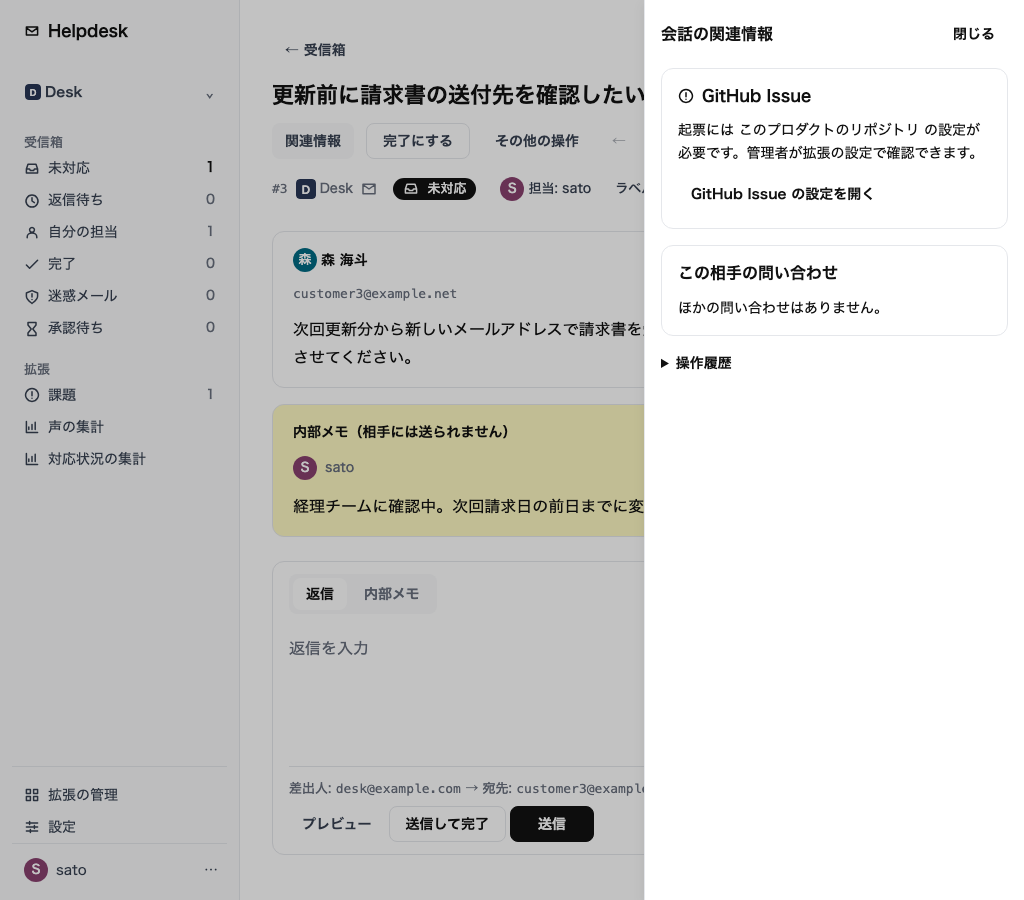 Helpdesk
D Desk
受信箱
未対応 1
返信待ち 0
自分の担当 1
完了 0
迷惑メール 0
承認待ち 0
拡張
課題 1
声の集計
対応状況の集計
拡張の管理
設定
S sato ...
← 受信箱
更新前に請求書の送付先を確認したい
関連情報 完了にする その他の操作 ←
#3 D Desk 未対応 S 担当: sato ラベ
森 森 海斗
customer3@example.net
次回更新分から新しいメールアドレスで請求書を
させてください。
内部メモ（相手には送られません）
S sato
経理チームに確認中。次回請求日の前日までに変
返信 内部メモ
返信を入力
差出人: desk@example.com → 宛先: customer3@example
プレビュー 送信して完了 送信
会話の関連情報 閉じる
GitHub Issue
起票には このプロダクトのリポジトリ の設定が
必要です。管理者が拡張の設定で確認できます。
GitHub Issue の設定を開く
この相手の問い合わせ
ほかの問い合わせはありません。
▶ 操作履歴